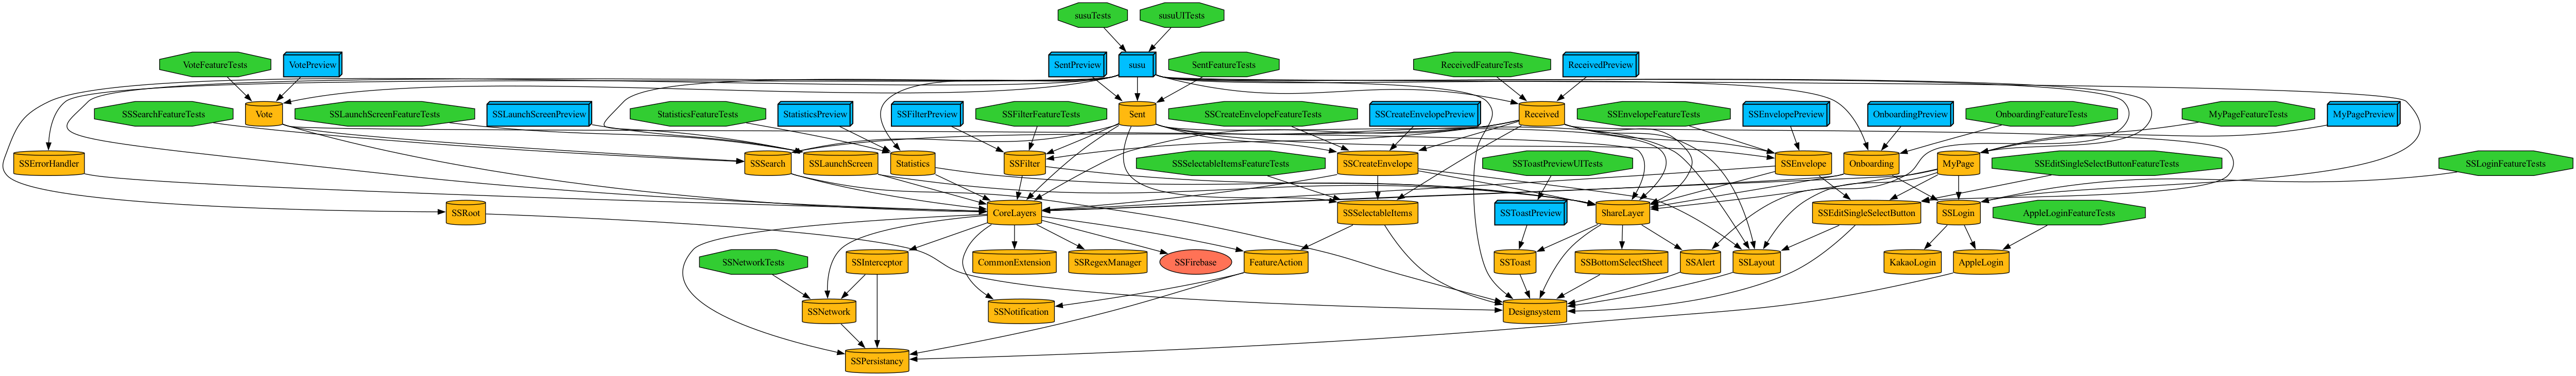 susuTests
susuUITests
VoteFeatureTests
VotePreview
SentPreview
susu
SentFeatureTests
ReceivedFeatureTests
ReceivedPreview
SSSearchFeatureTests
Vote
SSLaunchScreenFeatureTests
SSLaunchScreenPreview
StatisticsFeatureTests
StatisticsPreview
SSFilterPreview
SSFilterFeatureTests
Sent
SSCreateEnvelopeFeatureTests
SSCreateEnvelopePreview
Received
SSEnvelopeFeatureTests
SSEnvelopePreview
OnboardingPreview
OnboardingFeatureTests
MyPageFeatureTests
MyPagePreview
SSErrorHandler
SSSearch
SSLaunchScreen
Statistics
SSFilter
SSSelectableItemsFeatureTests
SSCreateEnvelope
SSToastPreviewUITests
SSEnvelope
Onboarding
MyPage
SSEditSingleSelectButtonFeatureTests
SSLoginFeatureTests
SSRoot
CoreLayers
SSSelectableItems
SSToastPreview
ShareLayer
SSEditSingleSelectButton
SSLogin
AppleLoginFeatureTests
SSNetworkTests
SSInterceptor
CommonExtension
SSRegexManager
SSFirebase
FeatureAction
SSToast
SSBottomSelectSheet
SSAlert
SSLayout
KakaoLogin
AppleLogin
SSNetwork
SSNotification
Designsystem
SSPersistancy